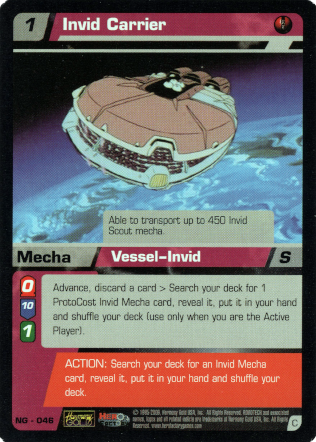 1 Invid Carrier
Able to transport up to 450 Invid
Scout mecha.
Mecha Vessel-Invid S
0
10
1
Advance, discard a card > Search your deck for 1
ProtoCost Invid Mecha card, reveal it, put it in your hand
and shuffle your deck (use only when you are the Active
Player).
ACTION: Search your deck for an Invid Mecha
card, reveal it, put it in your hand and shuffle your
deck.
NG - 046
HARMONY
GOLD
HERO
C